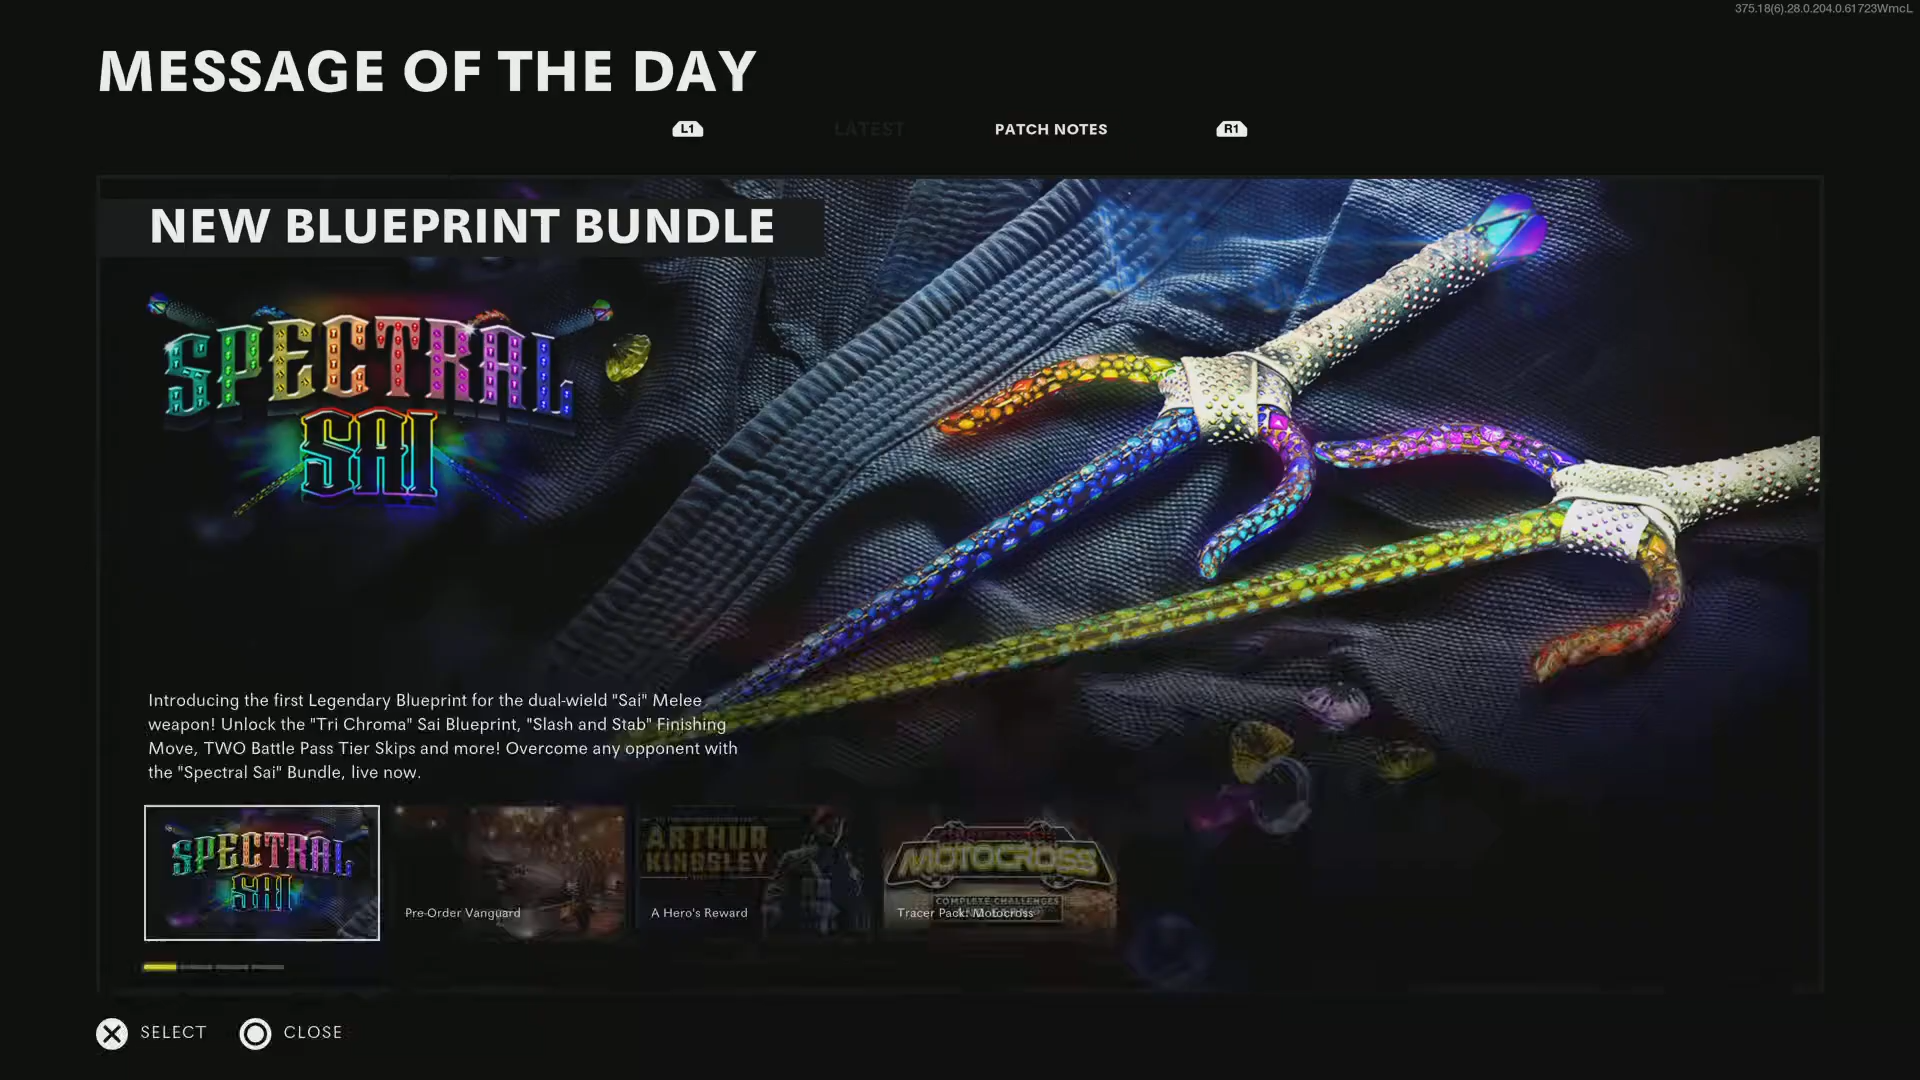 375.18(6).28.0.204.0.61723WmcL
MESSAGE OF THE DAY
L1
LATEST
PATCH NOTES
R1
NEW BLUEPRINT BUNDLE
SPECTRAL
SAI
Introducing the first Legendary Blueprint for the dual-wield "Sai" Melee
weapon! Unlock the "Tri Chroma" Sai Blueprint, "Slash and Stab" Finishing
Move, TWO Battle Pass Tier Skips and more! Overcome any opponent with
the "Spectral Sai" Bundle, live now.
SPECTRAL
SAI
Pre-Order Vanguard
ARTHUR
KINGSLEY
A Hero's Reward
MOTOCROSS
COMPLETE CHALLENGES
Tracer Pack: Motocross
SELECT
CLOSE